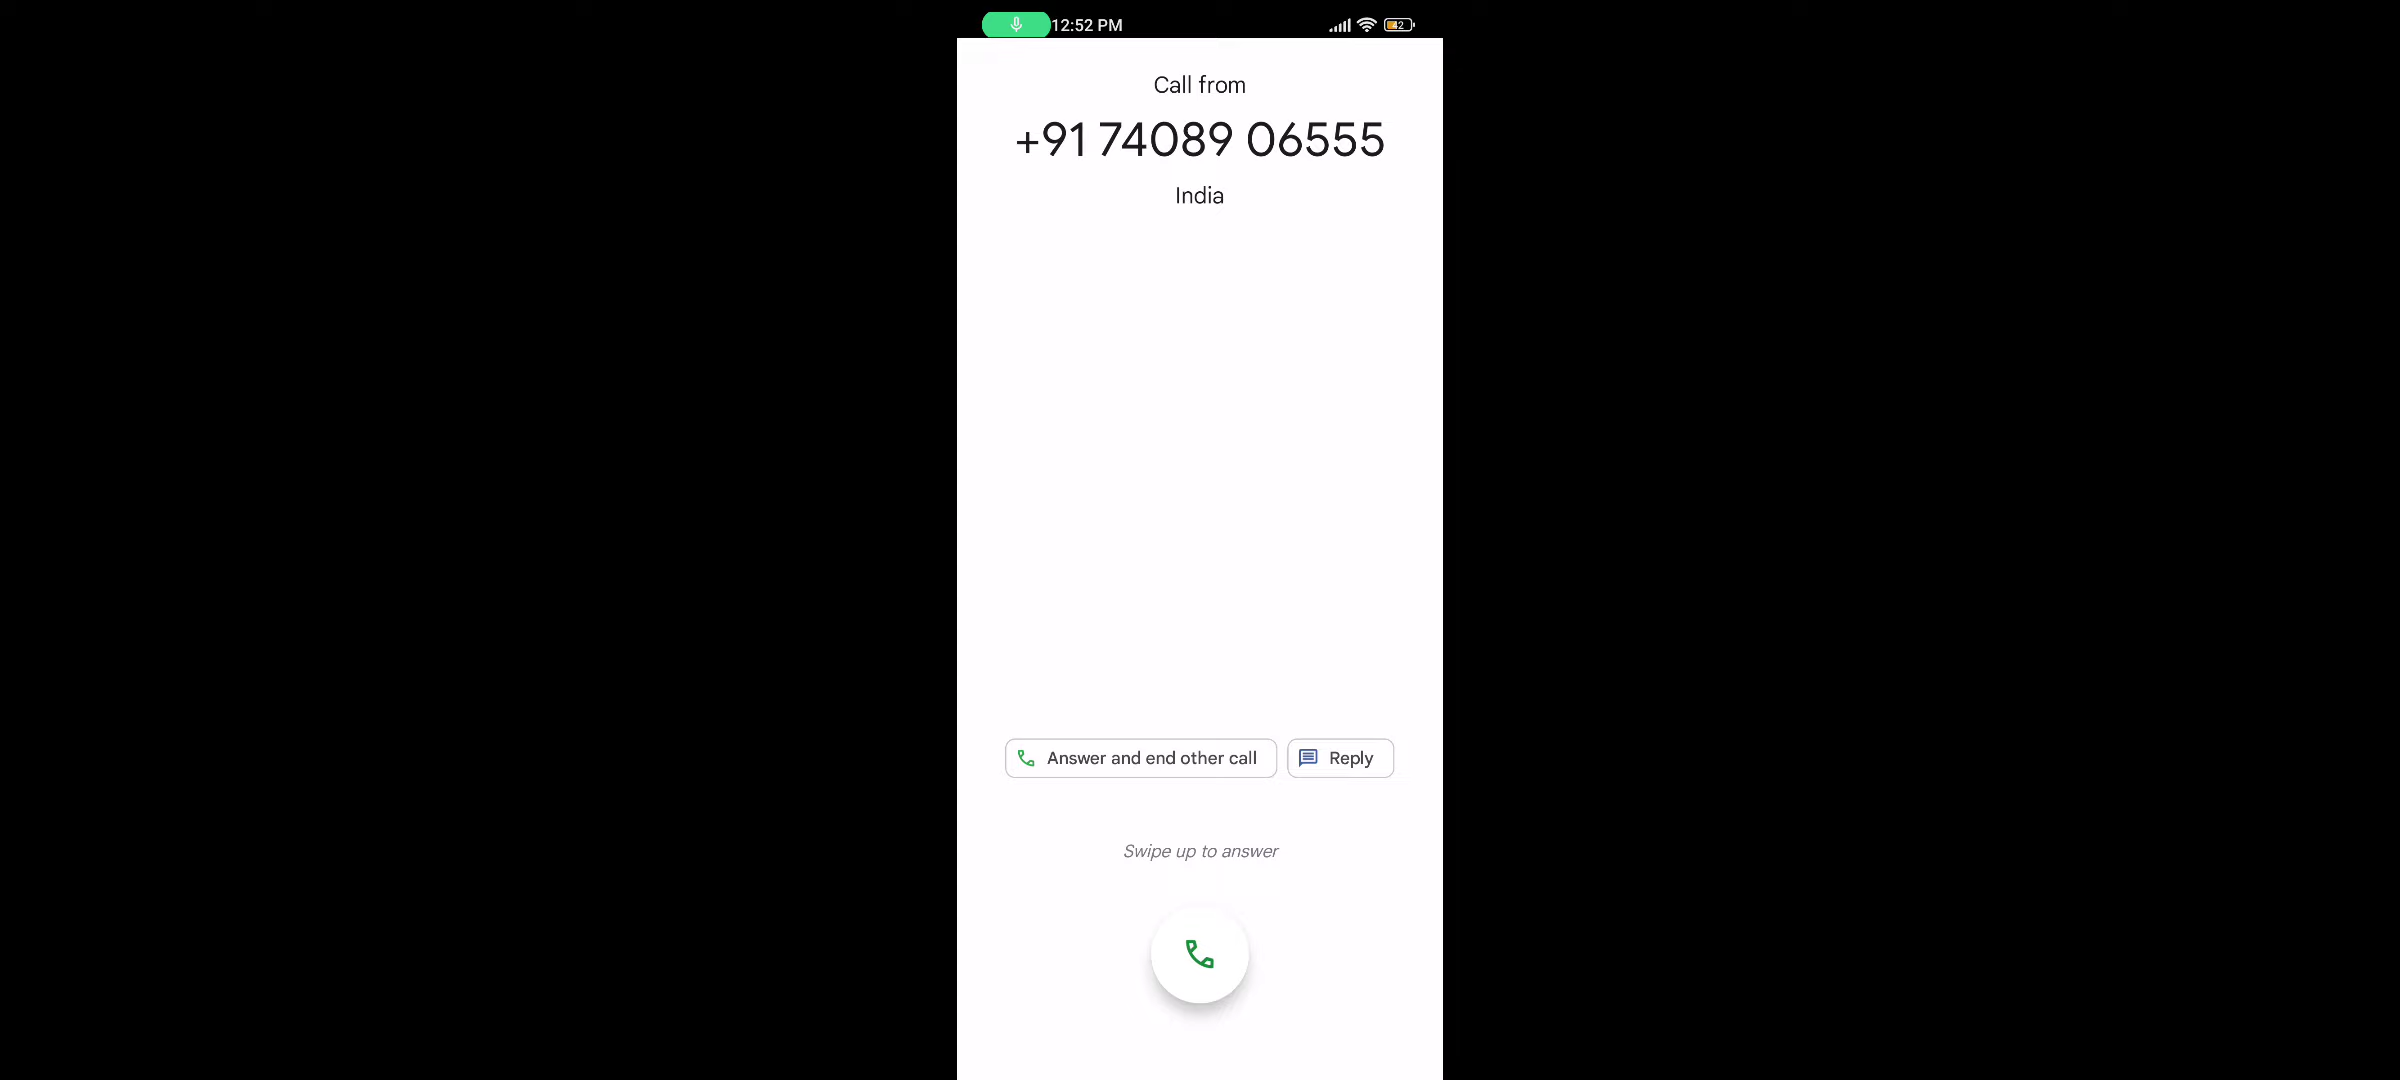 12:52 PM
42
Call from
+91 74089 06555
India
Answer and end other call
Reply
Swipe up to answer